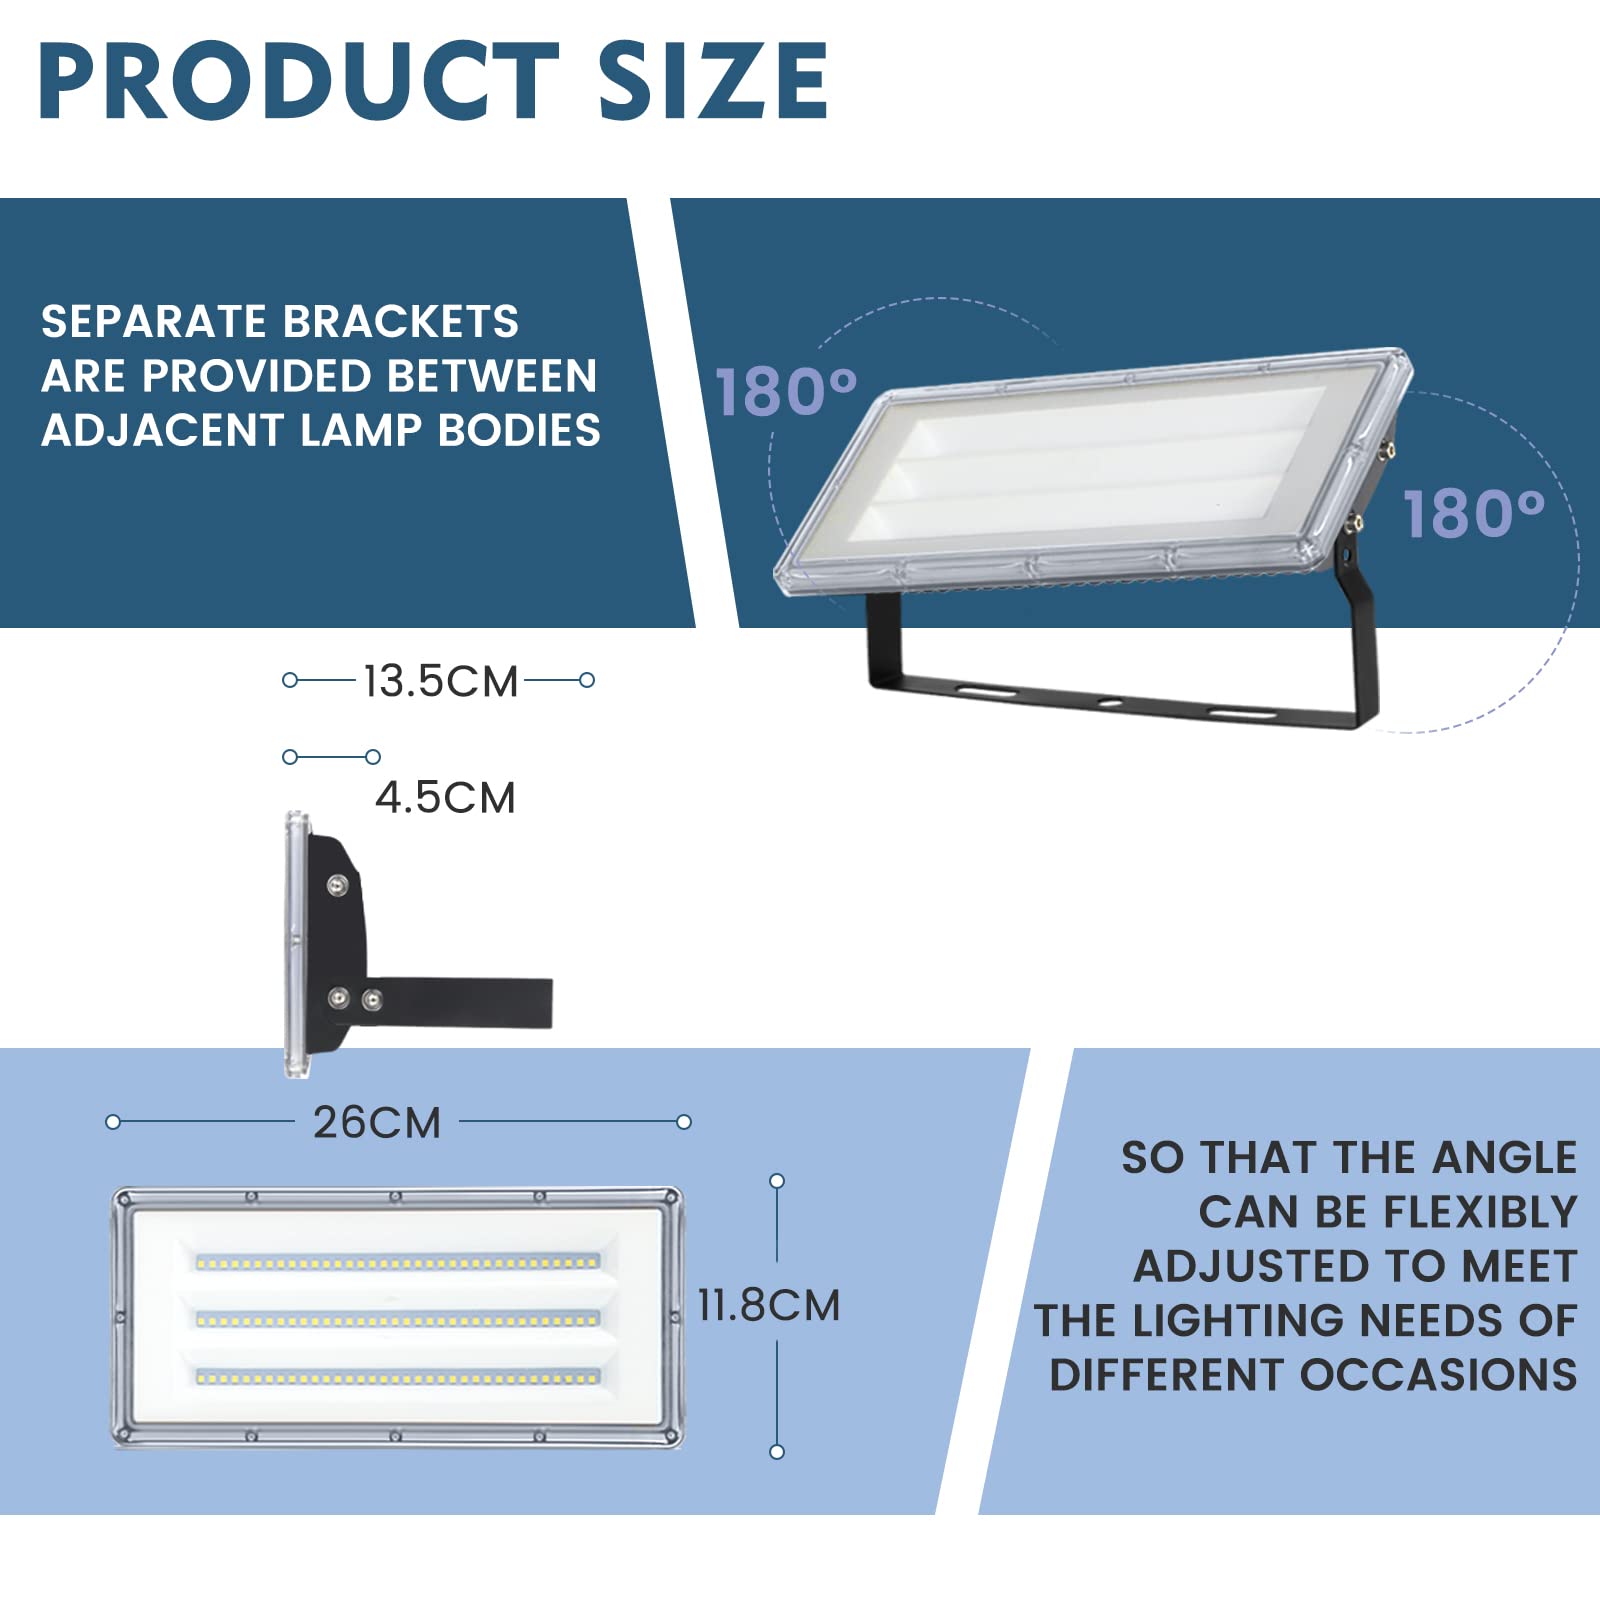 PRODUCT SIZE
SEPARATE BRACKETS
ARE PROVIDED BETWEEN
ADJACENT LAMP BODIES
180°
180°
13.5CM
4.5CM
26CM
11.8CM
SO THAT THE ANGLE
CAN BE FLEXIBLY
ADJUSTED TO MEET
THE LIGHTING NEEDS OF
DIFFERENT OCCASIONS